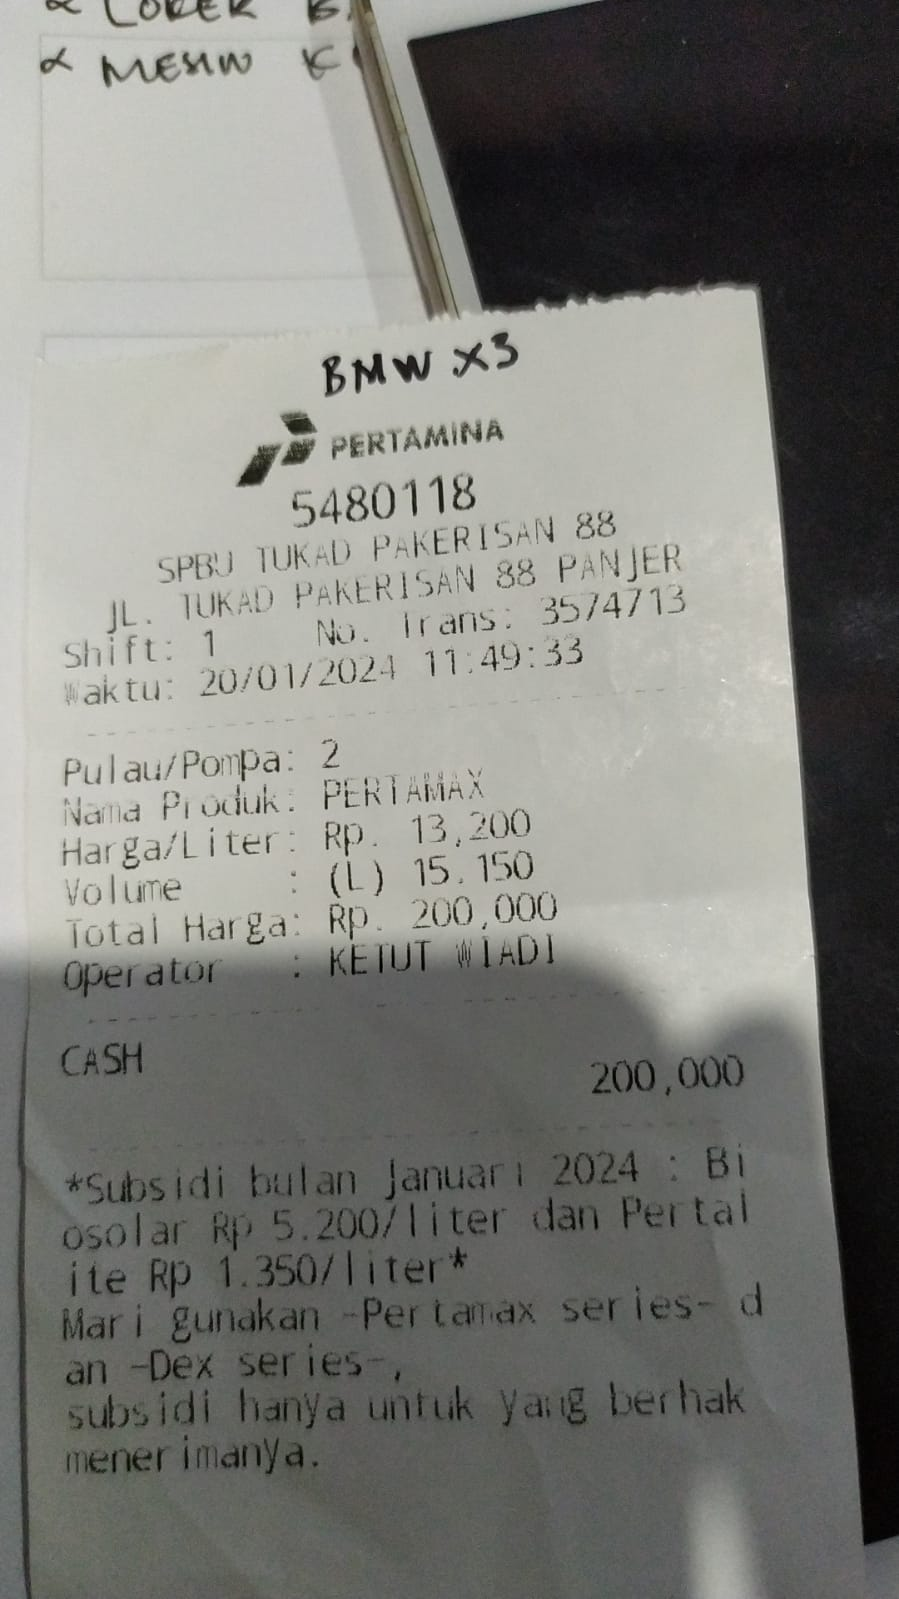 MESIN
BMW X3
PERTAMINA
5480118
SPBU TUKAD PAKERISAN 88
JL. TUKAD PAKERISAN 88 PANJER
Shift: 1 No. Trans: 3574713
Waktu: 20/01/2024 11:49:33
Pulau/Pompa: 2
Nama Produk: PERTAMAX
Harga/Liter: Rp. 13,200
Volume : (L) 15.150
Total Harga: Rp. 200,000
Operator : KETUT WIADI
CASH
200,000
*Subsidi bulan Januari 2024 : Bi
osolar Rp 5.200/liter dan Pertal
ite Rp 1.350/liter*
Mari gunakan -Pertamax series- d
an -Dex series-,
subsidi hanya untuk yang berhak
menerimanya.